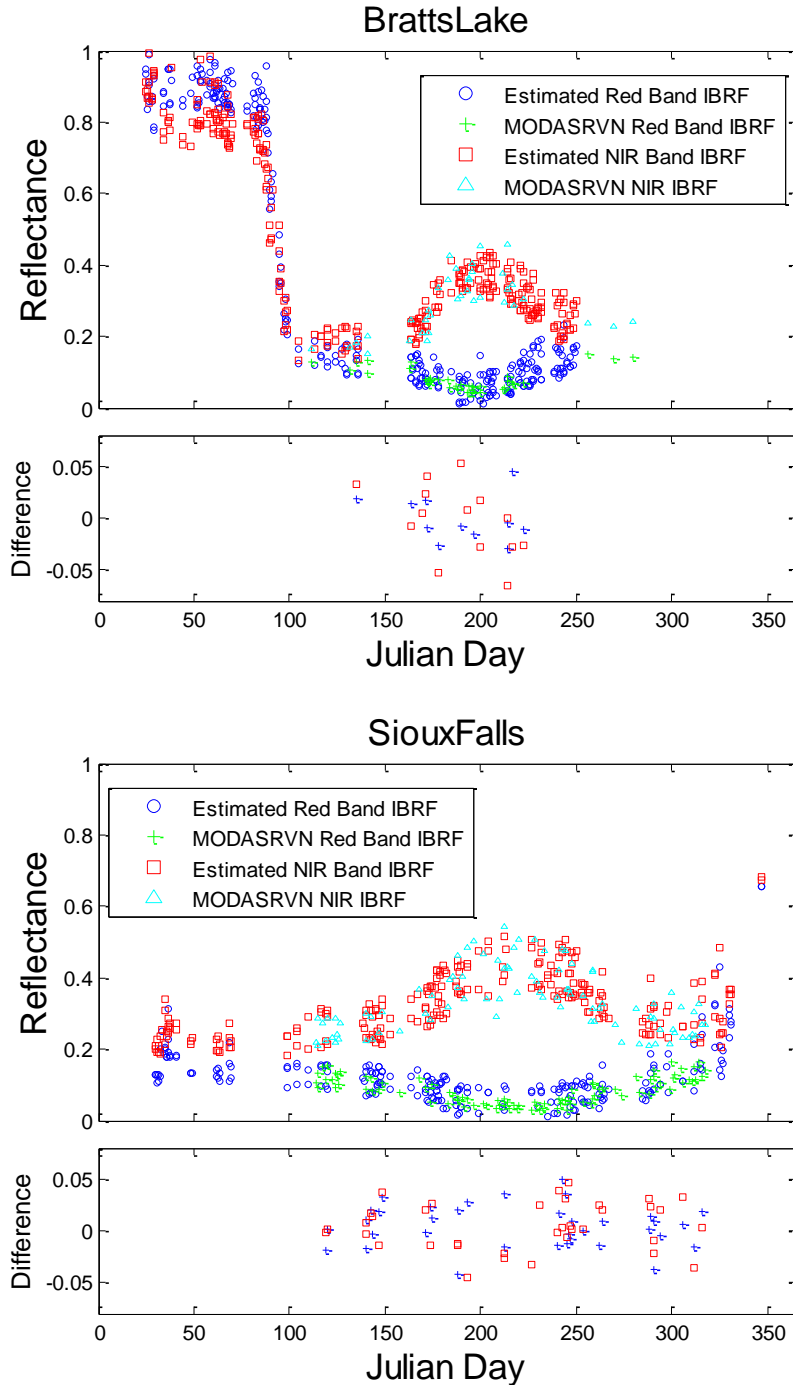 BrattsLake
1
0.8
0.6
0.4
0.2
0
Reflectance
Estimated Red Band IBRF
MODASRVN Red Band IBRF
Estimated NIR Band IBRF
MODASRVN NIR IBRF
0.05
0
-0.05
Difference
0 50 100 150 200 250 300 350
Julian Day
SiouxFalls
1
0.8
0.6
0.4
0.2
0
Reflectance
Estimated Red Band IBRF
MODASRVN Red Band IBRF
Estimated NIR Band IBRF
MODASRVN NIR IBRF
0.05
0
-0.05
Difference
0 50 100 150 200 250 300 350
Julian Day